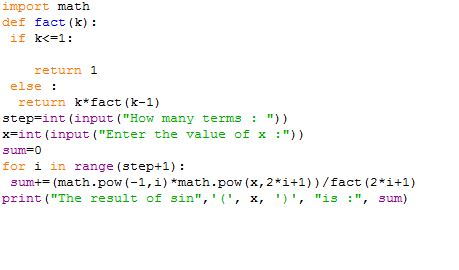 import math
def fact(k):
 if k<=1:

    return 1
 else :
  return k*fact(k-1)
step=int(input("How many terms : "))
x=int(input("Enter the value of x :"))
sum=0
for i in range(step+1):
 sum+=(math.pow(-1,i)*math.pow(x,2*i+1))/fact(2*i+1)
print("The result of sin",'(', x, ')', "is :", sum)